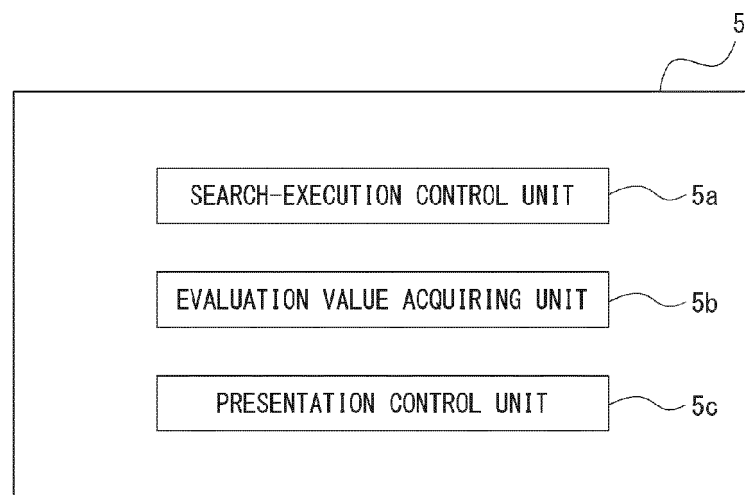 5
SEARCH-EXECUTION CONTROL UNIT 5a
EVALUATION VALUE ACQUIRING UNIT 5b
PRESENTATION CONTROL UNIT 5c